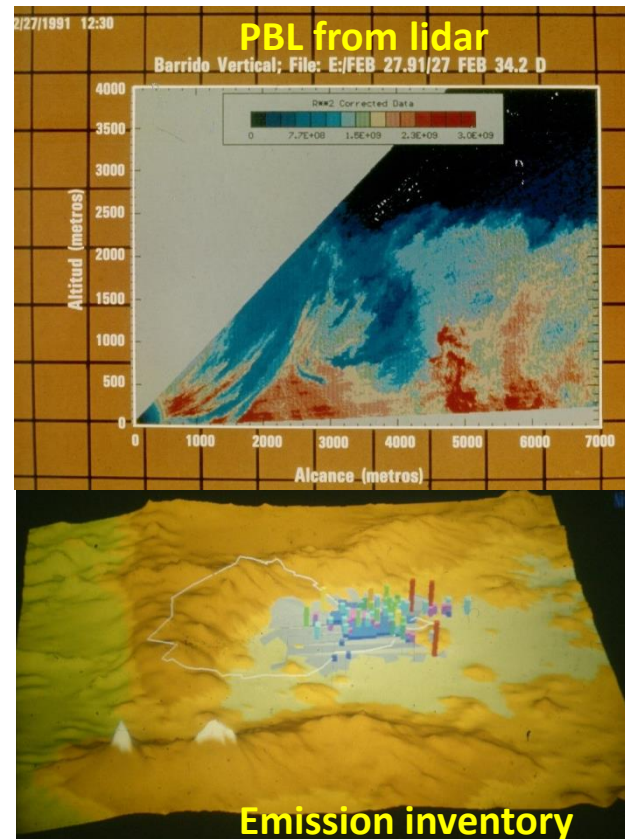 2/27/1991 12:30
PBL from lidar
Barrido Vertical; File: E:/FEB 27.91/27 FEB 34.2 D
R**2 Corrected Data
0 7.7E+08 1.5E+09 2.3E+09 3.0E+09
Altitud (metros)
4000
3500
3000
2500
2000
1500
1000
500
0
0 1000 2000 3000 4000 5000 6000 7000
Alcance (metros)
Emission inventory